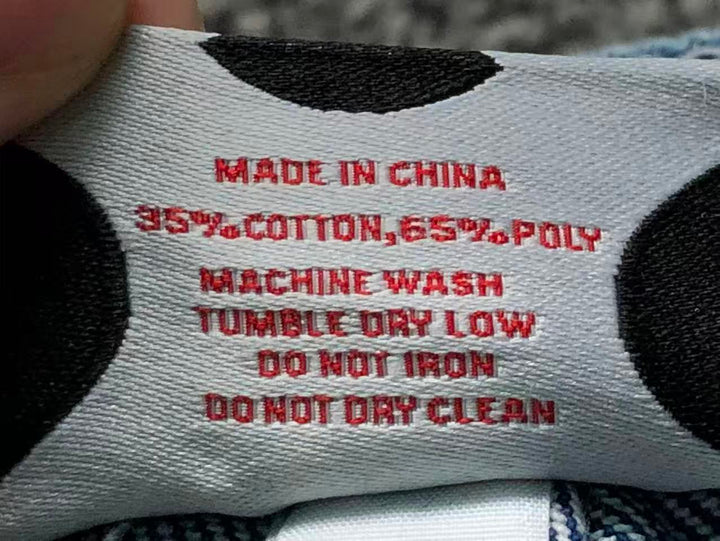 MADE IN CHINA
35%COTTON,65%POLY
MACHINE WASH
TUMBLE DRY LOW
DO NOT IRON
DO NOT DRY CLEAN